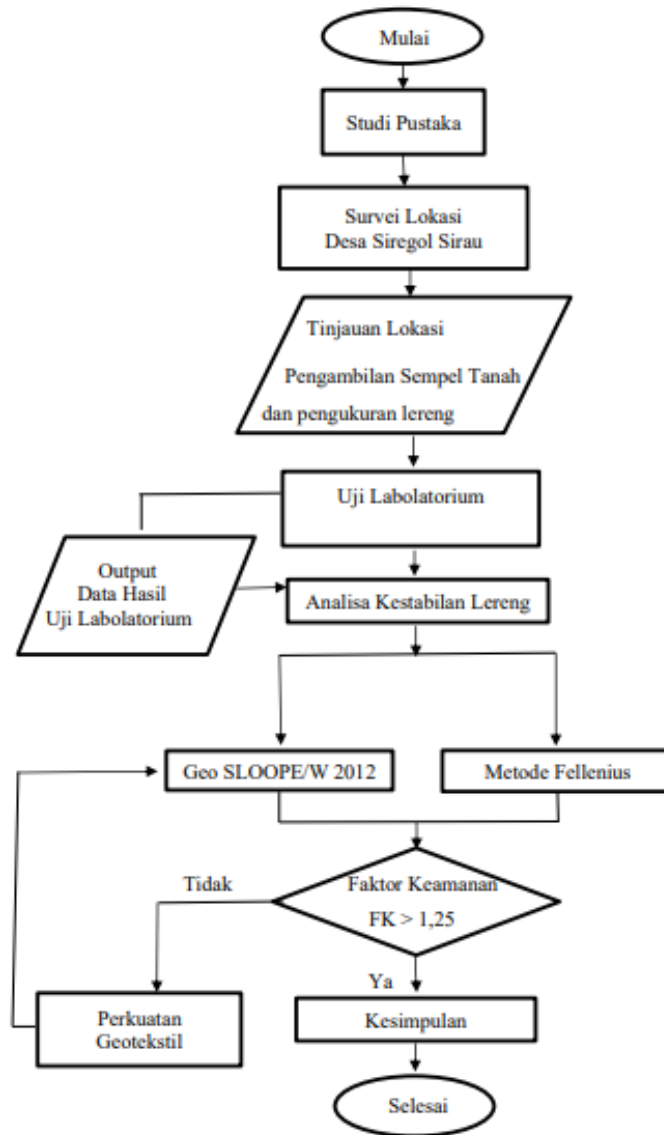 Mulai
Studi Pustaka
Survei Lokasi
Desa Siregol Sirau
Tinjauan Lokasi
Pengambilan Sempel Tanah
dan pengukuran lereng
Uji Labolatorium
Output
Data Hasil
Uji Labolatorium
Analisa Kestabilan Lereng
Geo SLOOPE/W 2012
Metode Fellenius
Tidak
Faktor Keamanan
FK > 1,25
Ya
Perkuatan
Geotekstil
Kesimpulan
Selesai